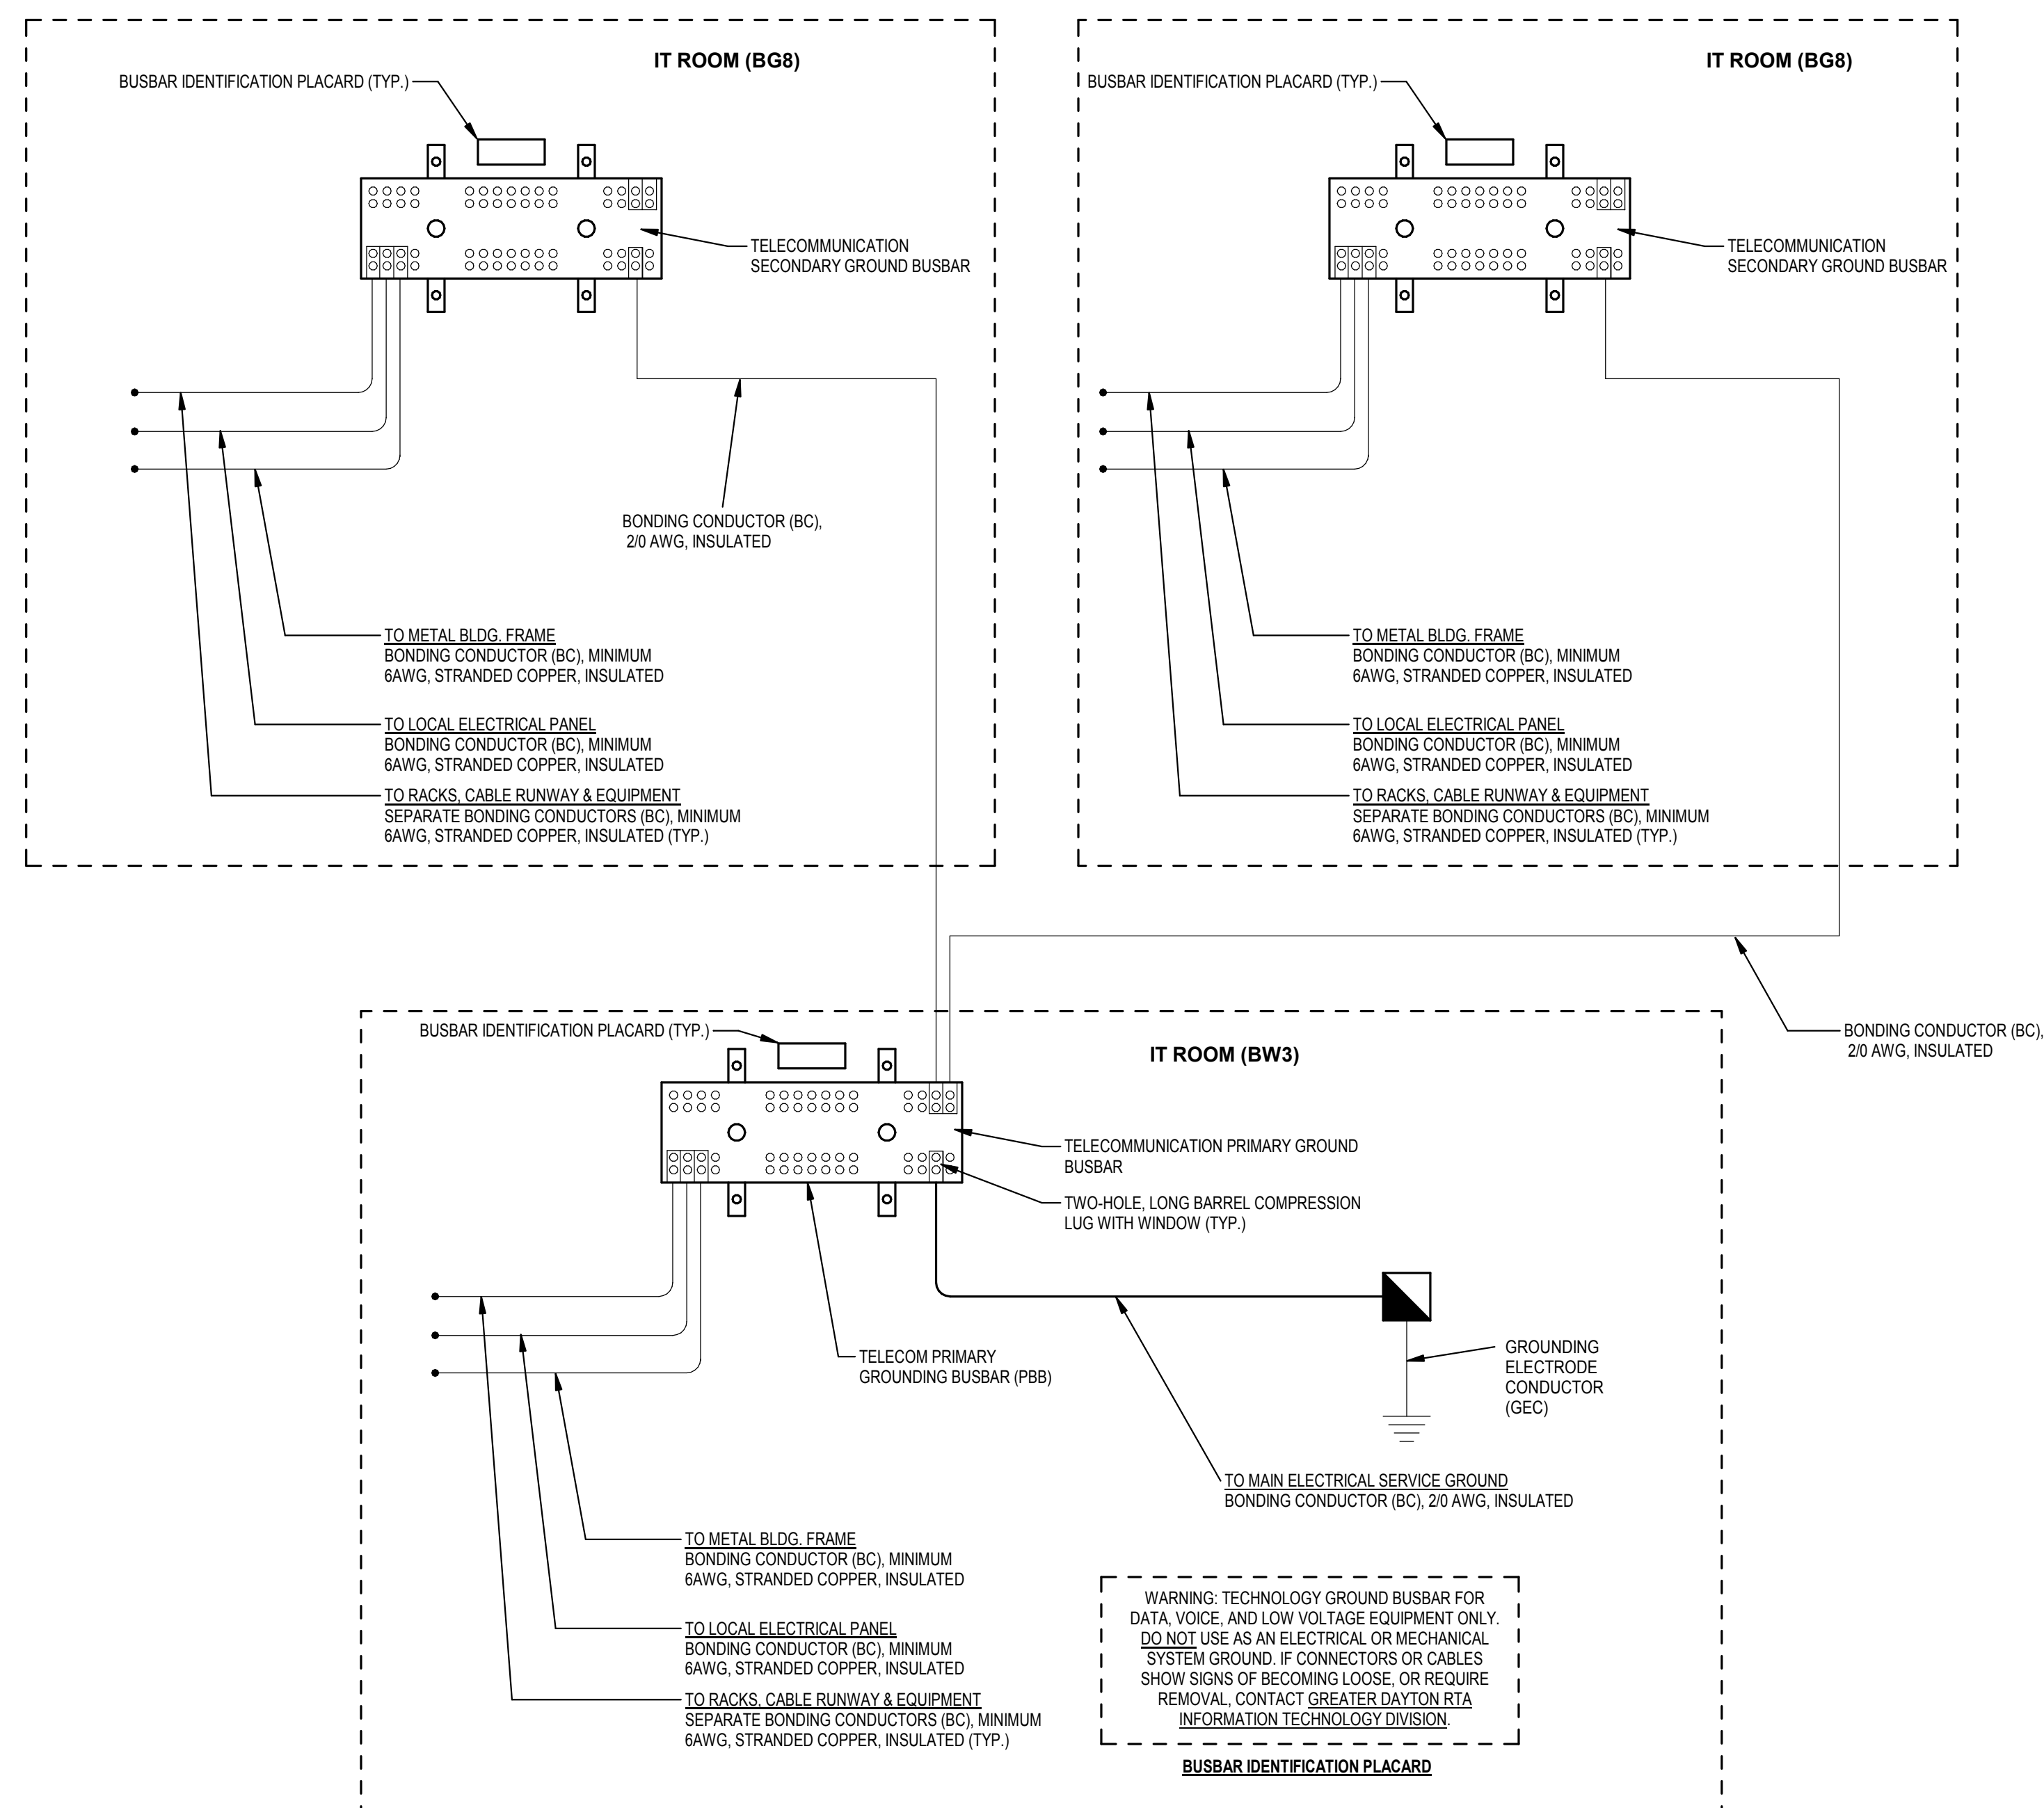 IT ROOM (BG8)
BUSBAR IDENTIFICATION PLACARD (TYP.)
TELECOMMUNICATION
SECONDARY GROUND BUSBAR
BONDING CONDUCTOR (BC),
2/0 AWG, INSULATED
TO METAL BLDG. FRAME
BONDING CONDUCTOR (BC), MINIMUM
6AWG, STRANDED COPPER, INSULATED
TO LOCAL ELECTRICAL PANEL
BONDING CONDUCTOR (BC), MINIMUM
6AWG, STRANDED COPPER, INSULATED
TO RACKS, CABLE RUNWAY & EQUIPMENT
SEPARATE BONDING CONDUCTORS (BC), MINIMUM
6AWG, STRANDED COPPER, INSULATED (TYP.)
IT ROOM (BG8)
BUSBAR IDENTIFICATION PLACARD (TYP.)
TELECOMMUNICATION
SECONDARY GROUND BUSBAR
TO METAL BLDG. FRAME
BONDING CONDUCTOR (BC), MINIMUM
6AWG, STRANDED COPPER, INSULATED
TO LOCAL ELECTRICAL PANEL
BONDING CONDUCTOR (BC), MINIMUM
6AWG, STRANDED COPPER, INSULATED
TO RACKS, CABLE RUNWAY & EQUIPMENT
SEPARATE BONDING CONDUCTORS (BC), MINIMUM
6AWG, STRANDED COPPER, INSULATED (TYP.)
BONDING CONDUCTOR (BC),
2/0 AWG, INSULATED
BUSBAR IDENTIFICATION PLACARD (TYP.)
IT ROOM (BW3)
TELECOMMUNICATION PRIMARY GROUND
BUSBAR
TWO-HOLE, LONG BARREL COMPRESSION
LUG WITH WINDOW (TYP.)
TELECOM PRIMARY
GROUNDING BUSBAR (PBB)
GROUNDING
ELECTRODE
CONDUCTOR
(GEC)
TO MAIN ELECTRICAL SERVICE GROUND
BONDING CONDUCTOR (BC), 2/0 AWG, INSULATED
TO METAL BLDG. FRAME
BONDING CONDUCTOR (BC), MINIMUM
6AWG, STRANDED COPPER, INSULATED
TO LOCAL ELECTRICAL PANEL
BONDING CONDUCTOR (BC), MINIMUM
6AWG, STRANDED COPPER, INSULATED
TO RACKS, CABLE RUNWAY & EQUIPMENT
SEPARATE BONDING CONDUCTORS (BC), MINIMUM
6AWG, STRANDED COPPER, INSULATED (TYP.)
WARNING: TECHNOLOGY GROUND BUSBAR FOR
DATA, VOICE, AND LOW VOLTAGE EQUIPMENT ONLY.
DO NOT USE AS AN ELECTRICAL OR MECHANICAL
SYSTEM GROUND. IF CONNECTORS OR CABLES
SHOW SIGNS OF BECOMING LOOSE, OR REQUIRE
REMOVAL, CONTACT GREATER DAYTON RTA
INFORMATION TECHNOLOGY DIVISION.
BUSBAR IDENTIFICATION PLACARD